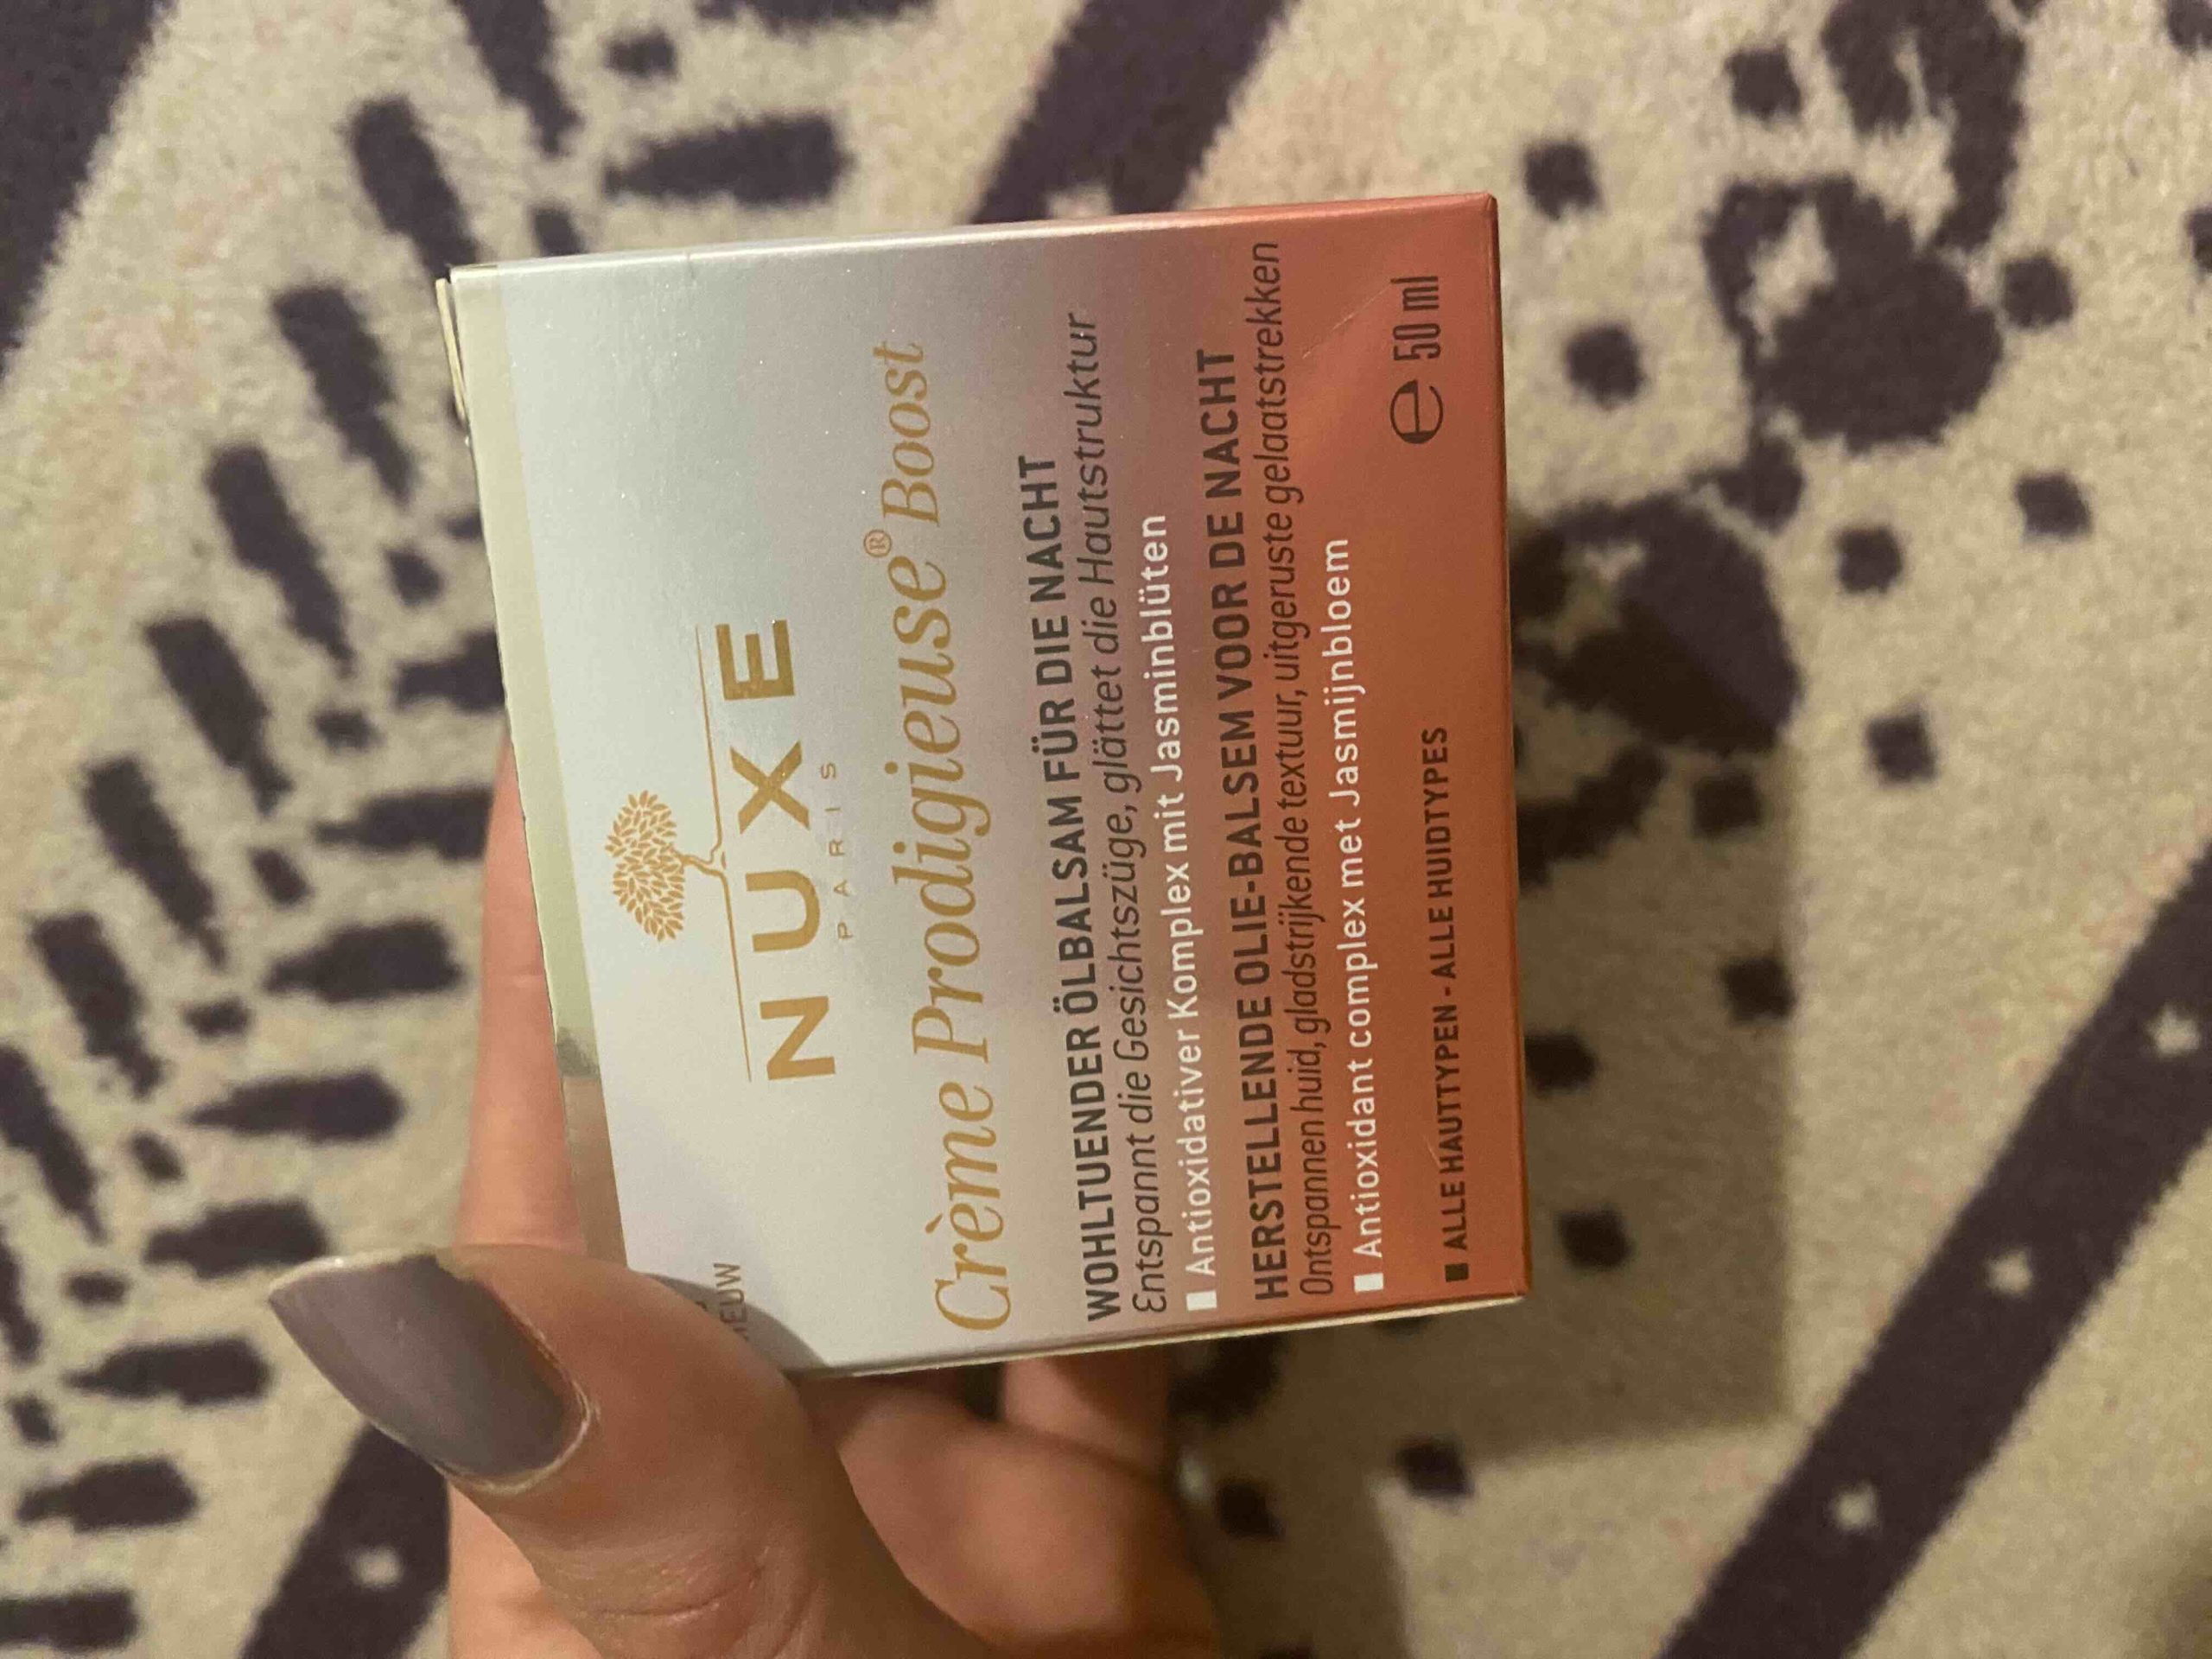 NUXE
PARIS
Crème Prodigieuse® Boost
WOHLTUENDER ÖLBALSAM FÜR DIE NACHT
Entspannt die Gesichtszüge, glättet die Hautstruktur
Antioxidativer Komplex mit Jasminblüten
HERSTELLENDE OLIE-BALSEM VOOR DE NACHT
Ontspannen huid, gladstrijkende textuur, uitgeruste gelaatstrekken
Antioxidant complex met Jasmijnbloem
ALLE HAUTTYPEN - ALLE HUIDTYPES
℮ 50 ml